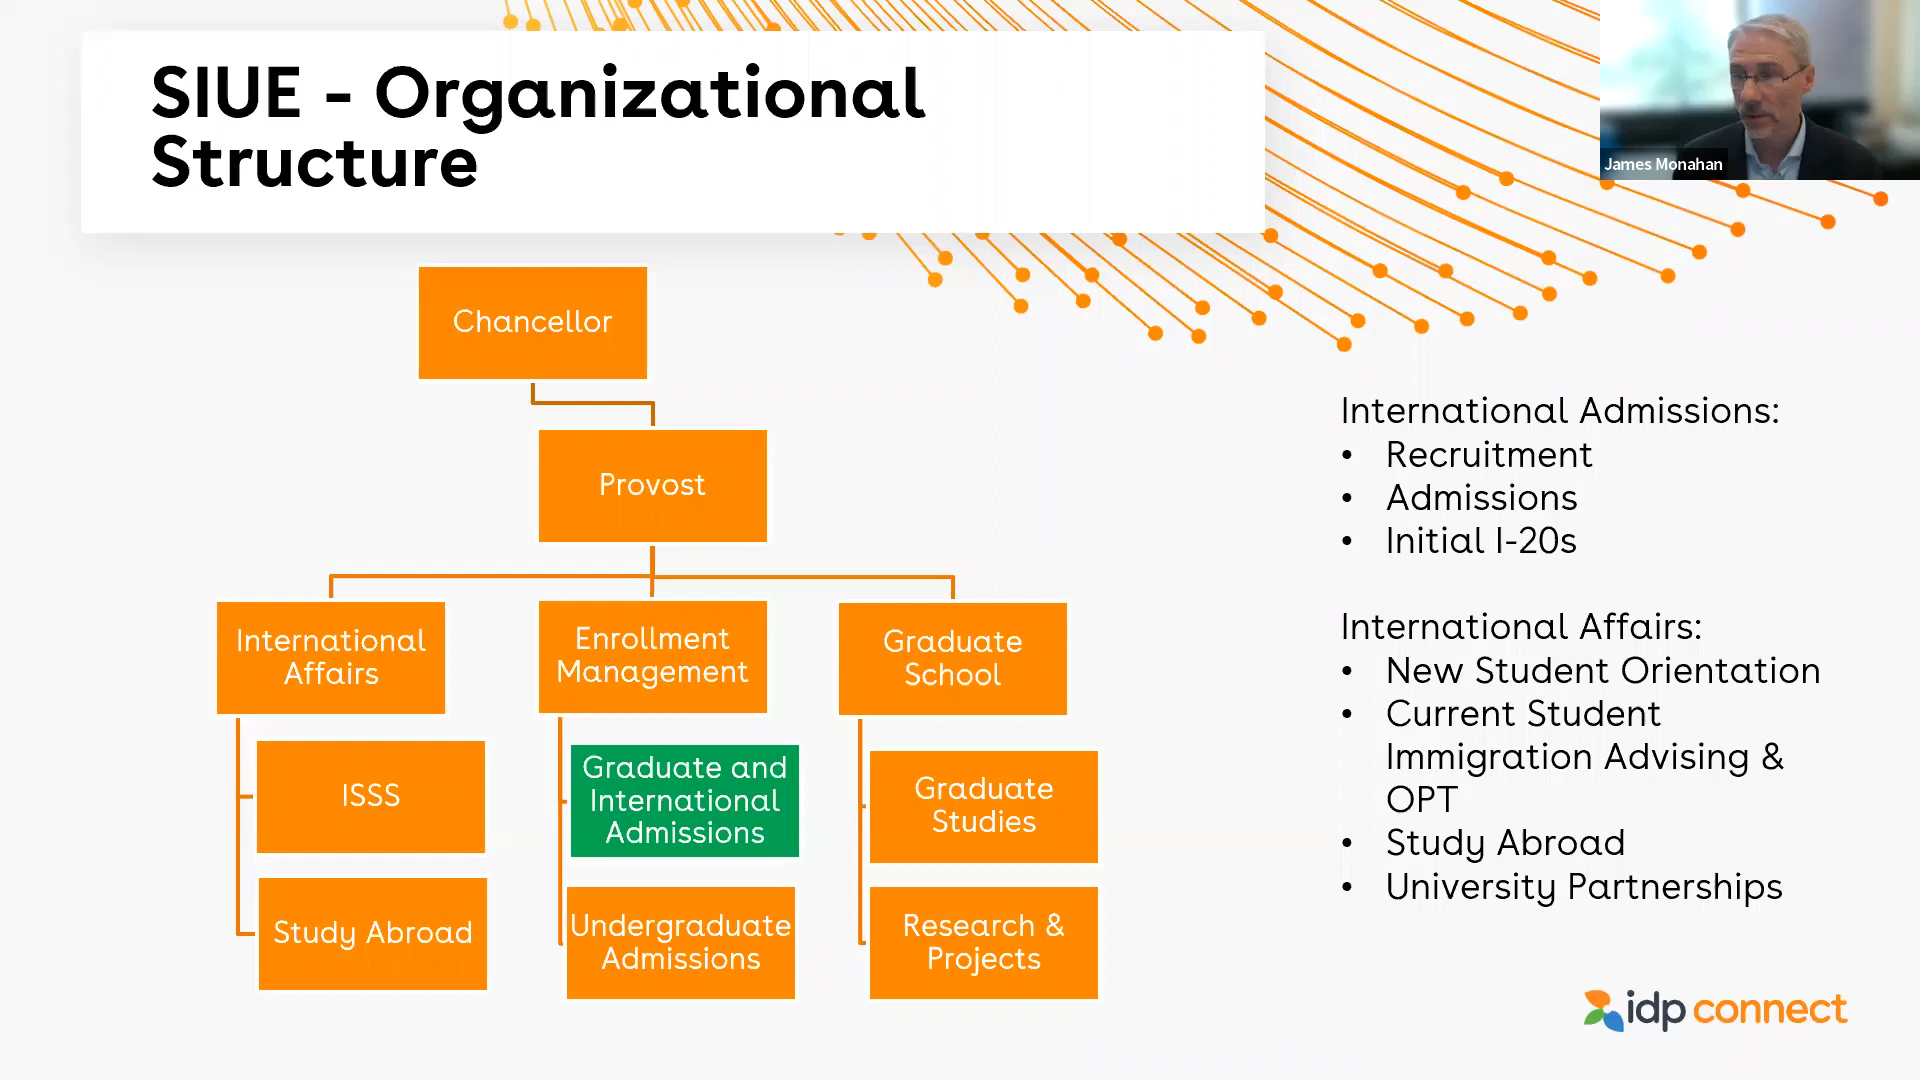 SIUE - Organizational
Structure
James Monahan
Chancellor
Provost
International
Affairs
Enrollment
Management
Graduate
School
ISSS
Graduate and
International
Admissions
Graduate
Studies
Study Abroad
Undergraduate
Admissions
Research &
Projects
International Admissions:
• Recruitment
• Admissions
• Initial I-20s
International Affairs:
• New Student Orientation
• Current Student
Immigration Advising &
OPT
• Study Abroad
• University Partnerships
idp connect